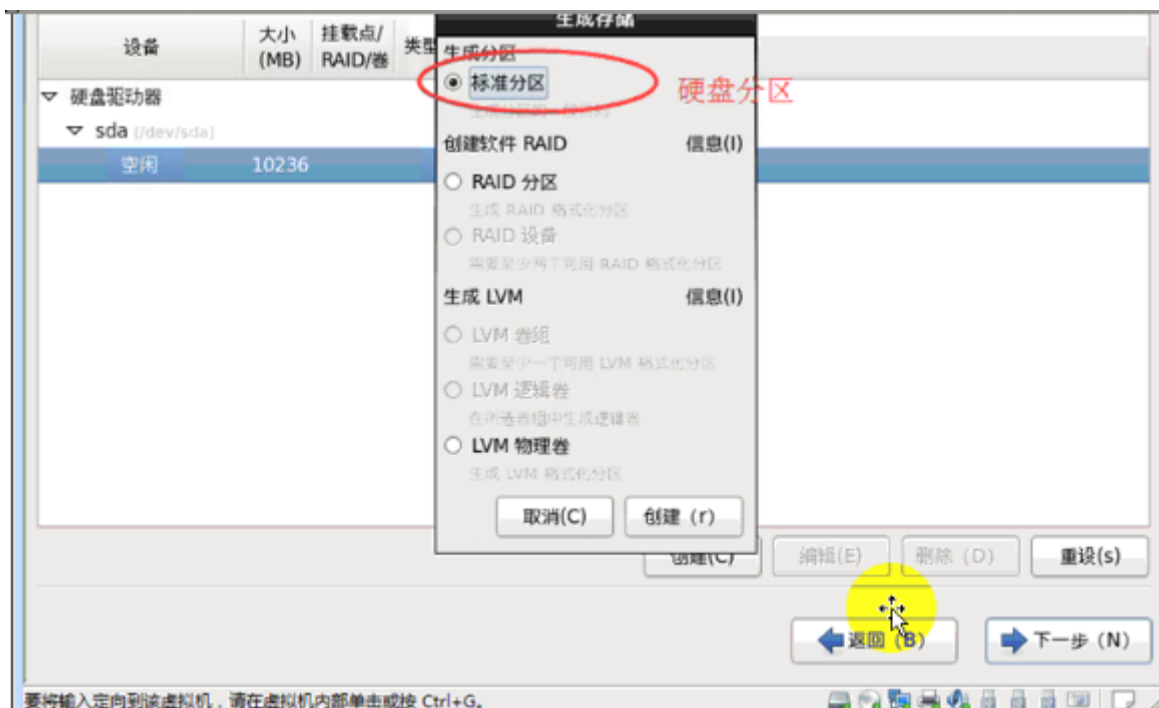 生成存储
设备
大小
(MB)
挂载点/
RAID/卷
类型
生成分区
标准分区
硬盘分区
硬盘驱动器
sda (/dev/sda)
空闲 10236
创建软件 RAID 信息(I)
RAID 分区
生成 RAID 格式化分区
RAID 设备
需要至少两个可用 RAID 格式化分区
生成 LVM 信息(I)
LVM 卷组
需要至少一个可用 LVM 格式化分区
LVM 逻辑卷
在所选卷组中生成逻辑卷
LVM 物理卷
生成 LVM 格式化分区
取消(C) 创建（r）
创建(C) 编辑(E) 删除（D） 重设(s)
返回（B） 下一步（N）
要将输入定向到该虚拟机，请在虚拟机内部单击或按 Ctrl+G。